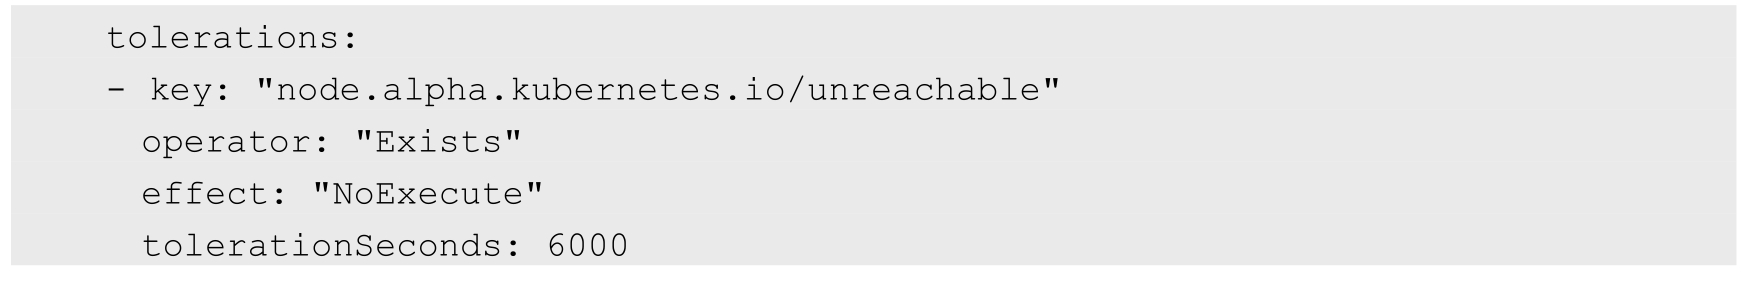 tolerations:
- key: "node.alpha.kubernetes.io/unreachable"
  operator: "Exists"
  effect: "NoExecute"
  tolerationSeconds: 6000